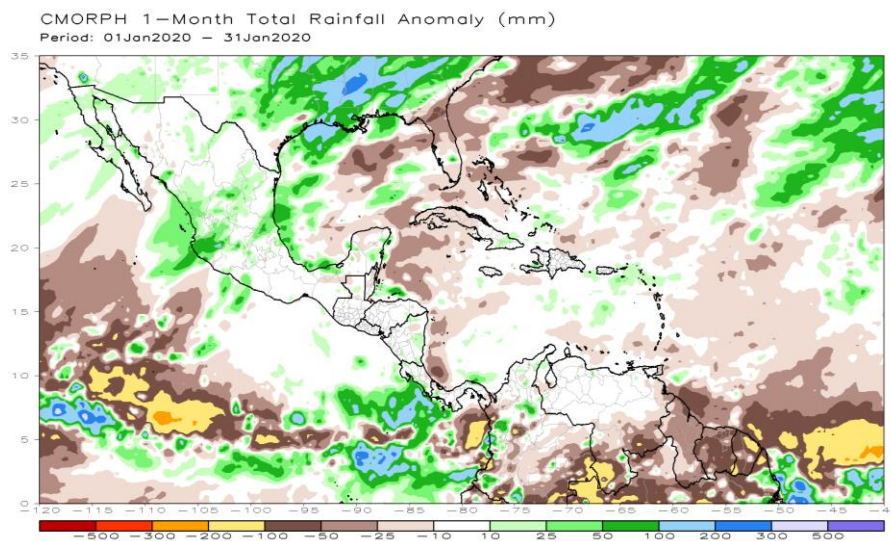 CMORPH 1-Month Total Rainfall Anomaly (mm)
Period: 01Jan2020 - 31Jan2020
35
30
25
20
15
10
5
0
-120 -115 -110 -105 -100 -95 -90 -85 -80 -75 -70 -65 -60 -55 -50 -45 -4
-500 -300 -200 -100 -50 -25 -10 10 25 50 100 200 300 500